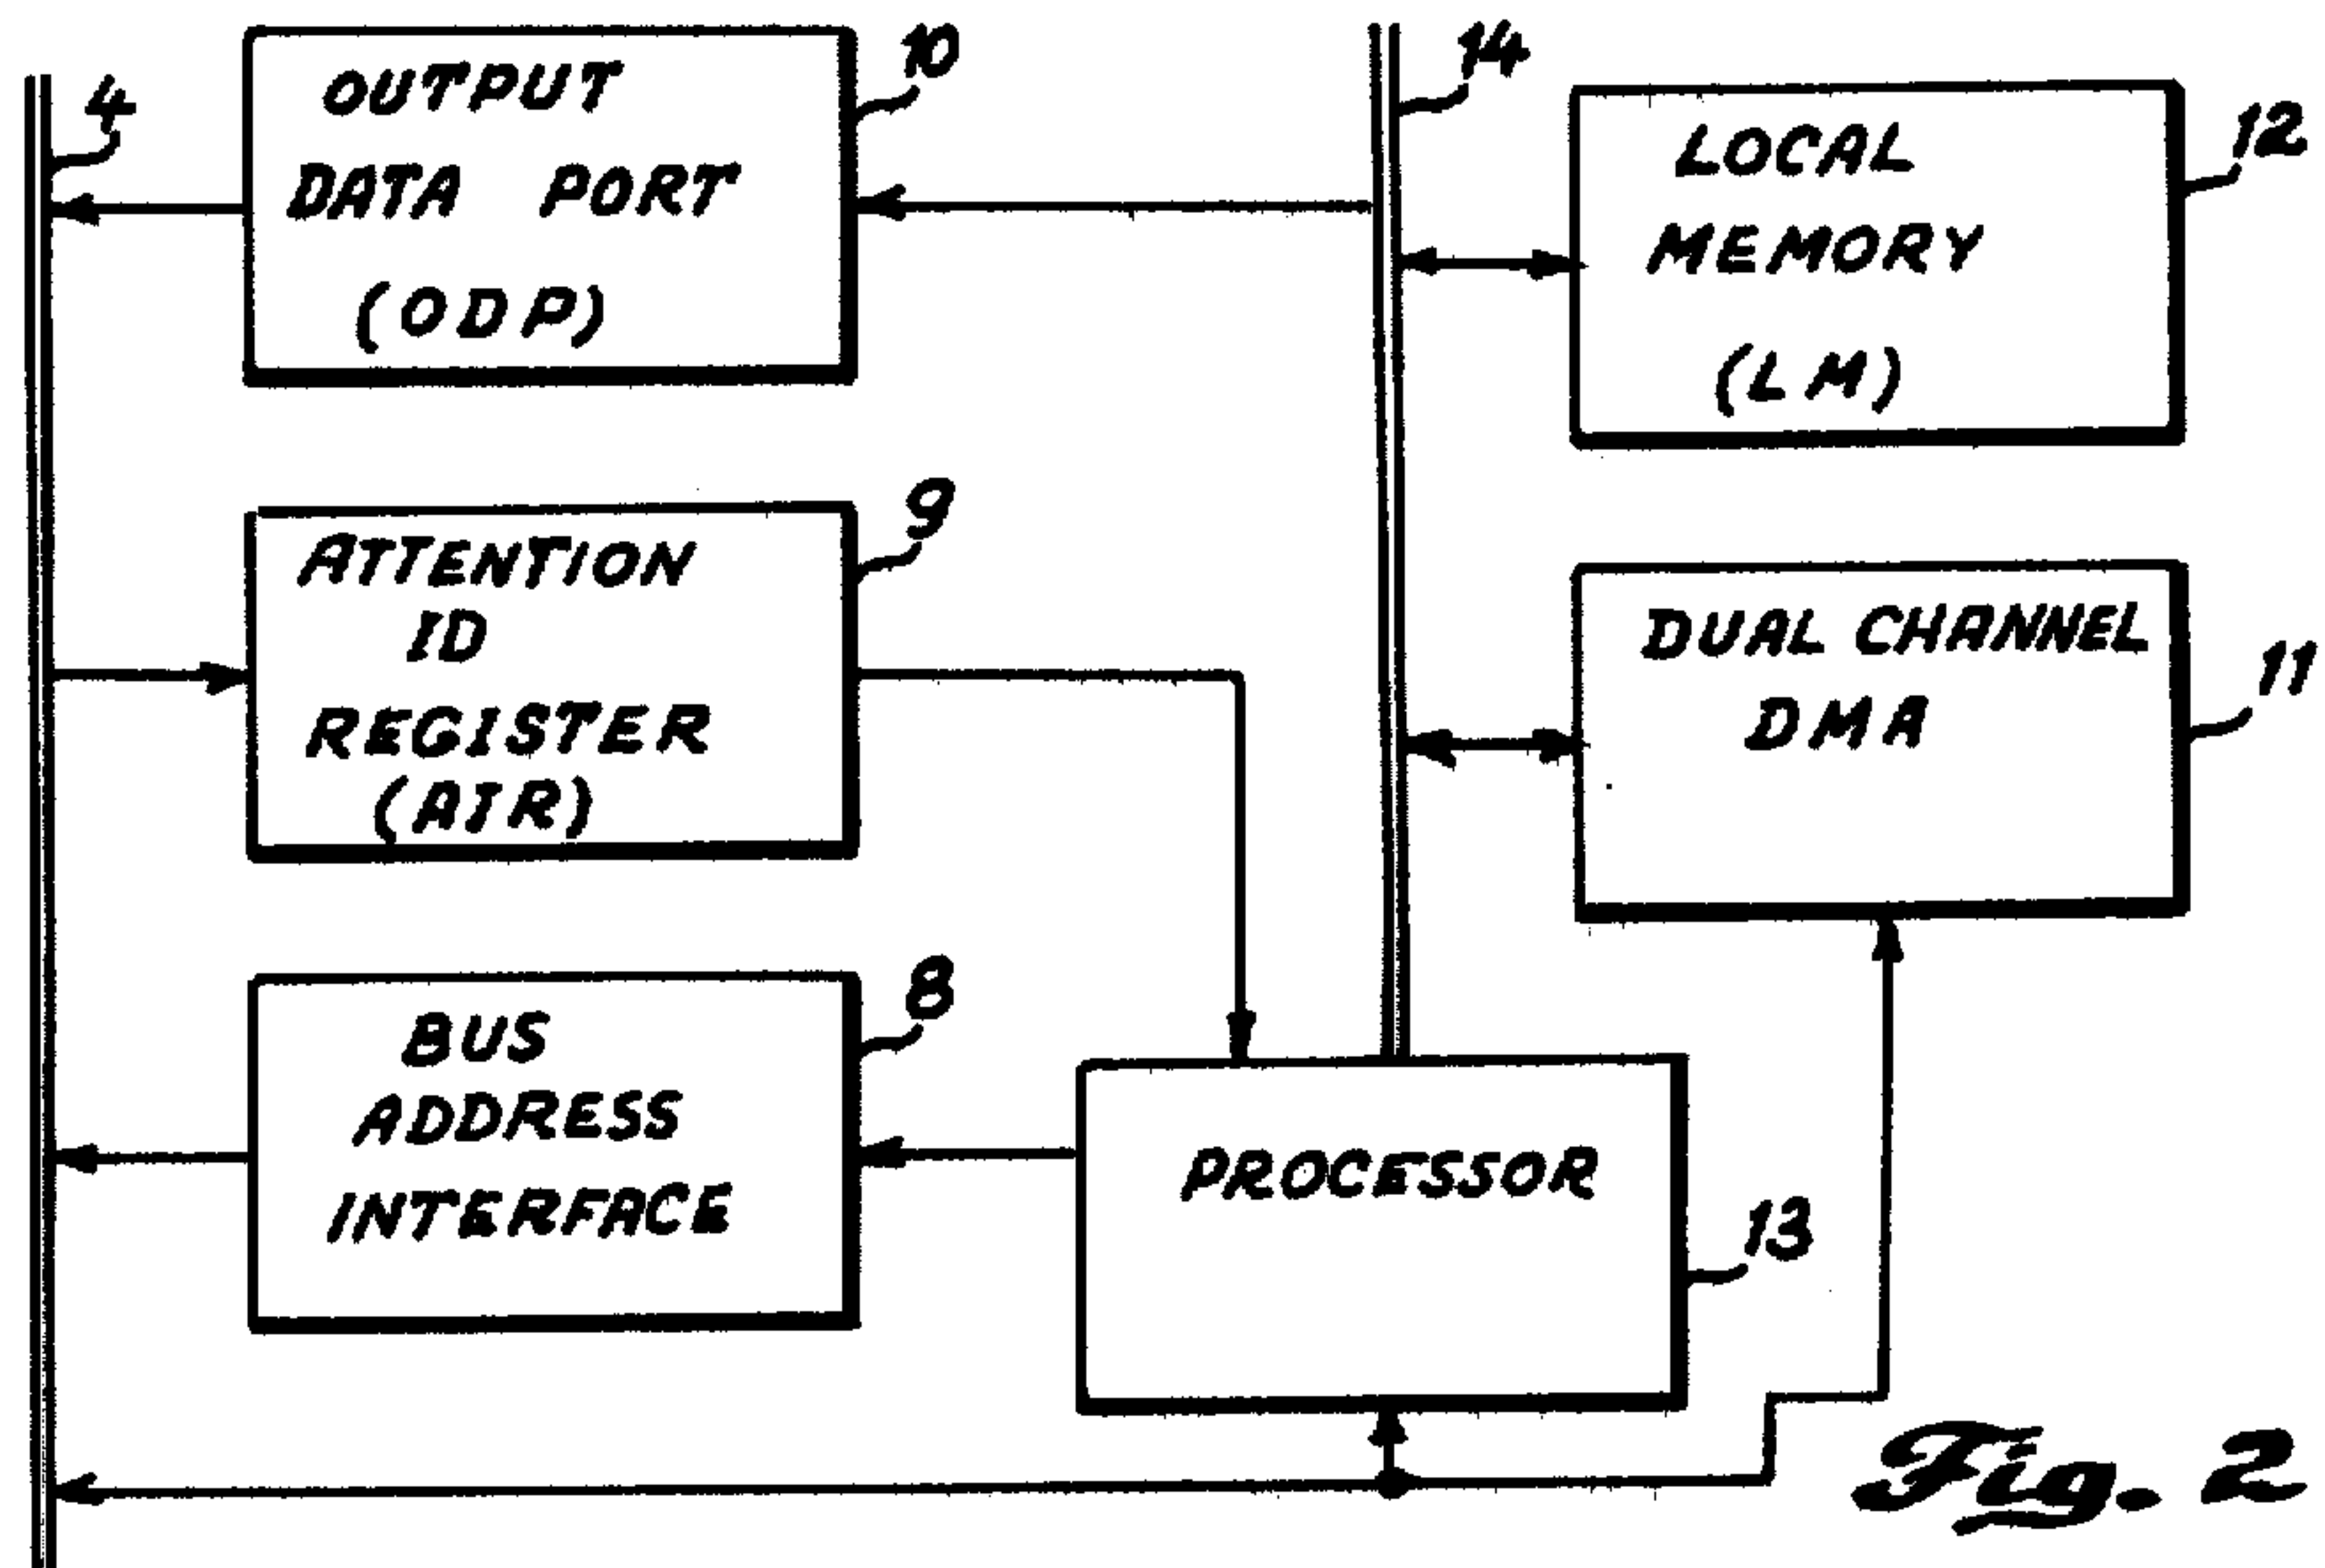 4
OUTPUT
DATA PORT
(ODP)
10
14
LOCAL
MEMORY
(LM)
12
ATTENTION
ID
REGISTER
(AIR)
9
DUAL CHANNEL
DMA
11
BUS
ADDRESS
INTERFACE
8
PROCESSOR
13
Fig. 2